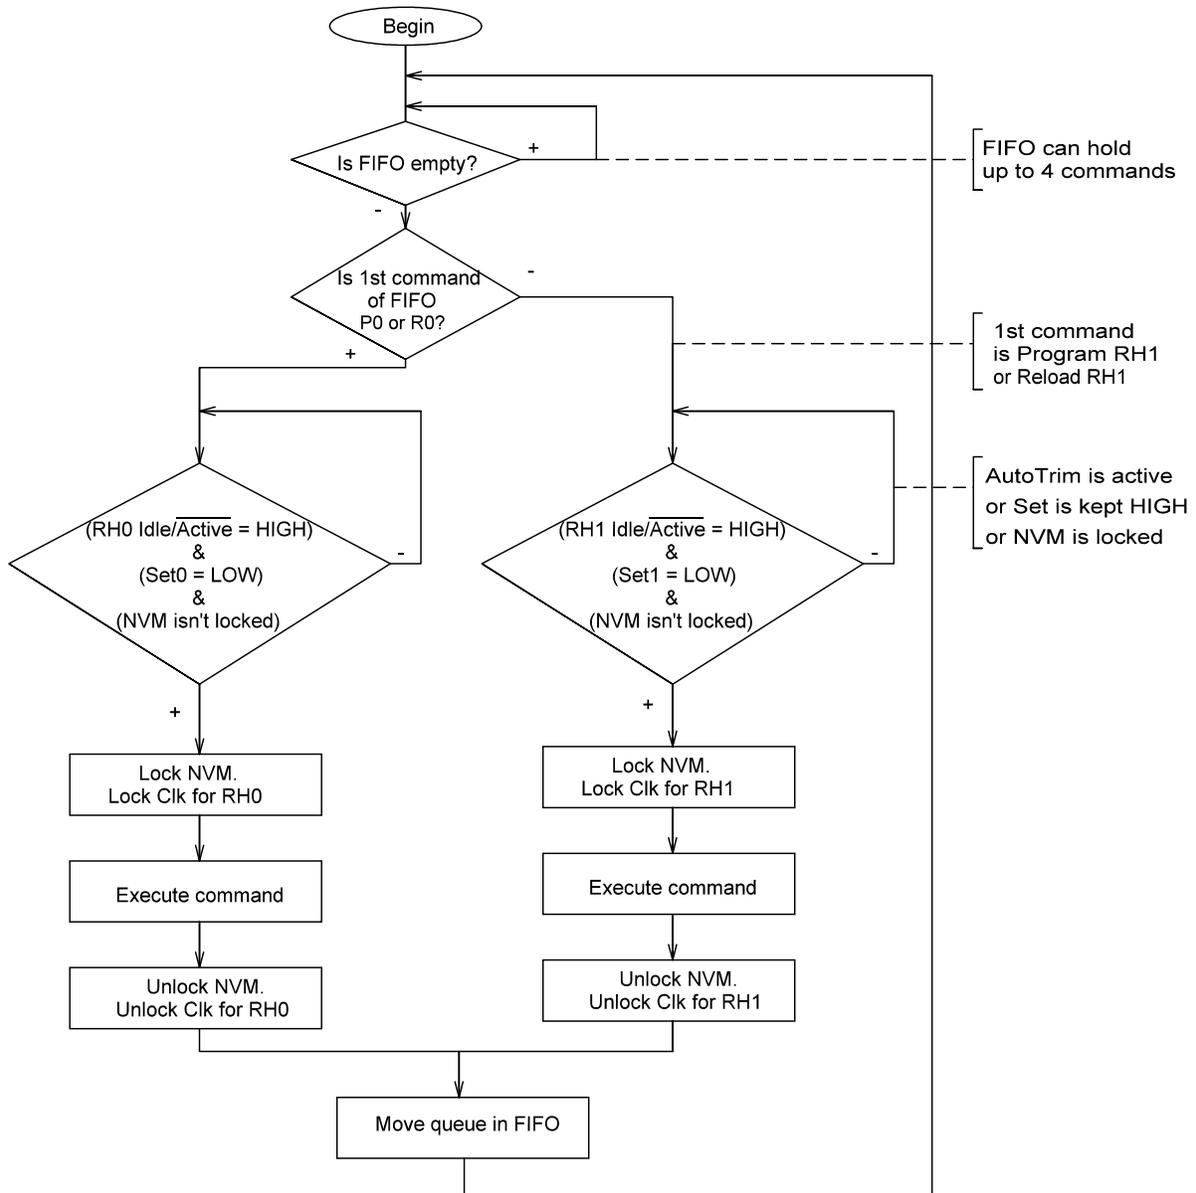 Begin
Is FIFO empty?
+
-
FIFO can hold
up to 4 commands
Is 1st command
of FIFO
P0 or R0?
-
+
1st command
is Program RH1
or Reload RH1
(RH0 Idle/Active = HIGH)
&
(Set0 = LOW)
&
(NVM isn't locked)
-
+
(RH1 Idle/Active = HIGH)
&
(Set1 = LOW)
&
(NVM isn't locked)
-
+
AutoTrim is active
or Set is kept HIGH
or NVM is locked
Lock NVM.
Lock Clk for RH0
Execute command
Unlock NVM.
Unlock Clk for RH0
Lock NVM.
Lock Clk for RH1
Execute command
Unlock NVM.
Unlock Clk for RH1
Move queue in FIFO